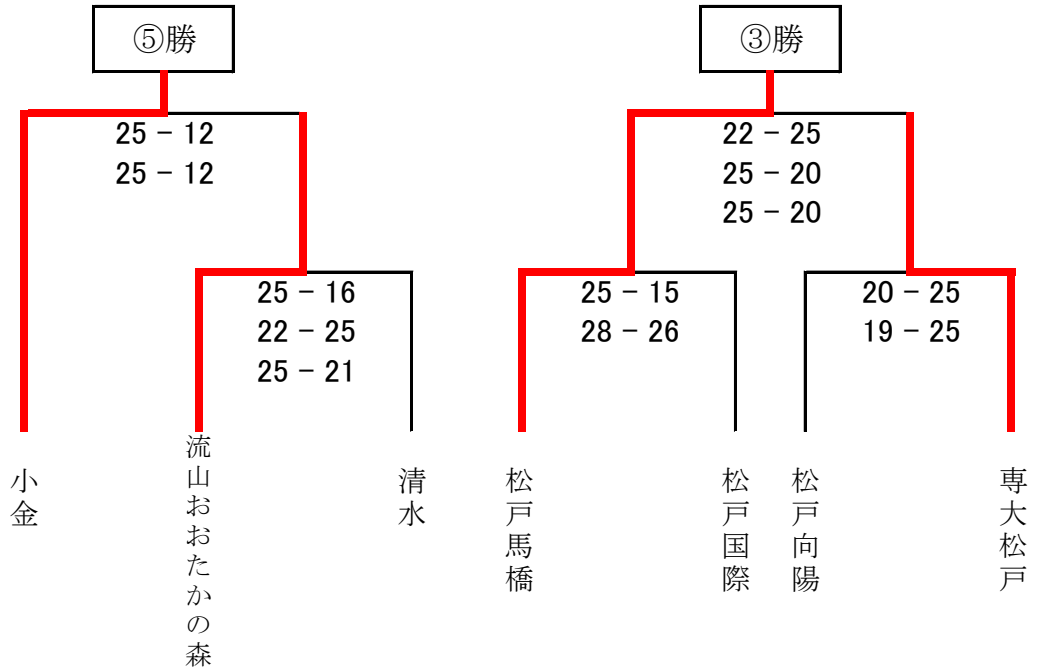 ⑤勝
③勝
25 − 12
25 − 12
22 − 25
25 − 20
25 − 20
25 − 16
22 − 25
25 − 21
25 − 15
28 − 26
20 − 25
19 − 25
小金
流山おおたかの森
清水
松戸馬橋
松戸国際
松戸向陽
専大松戸